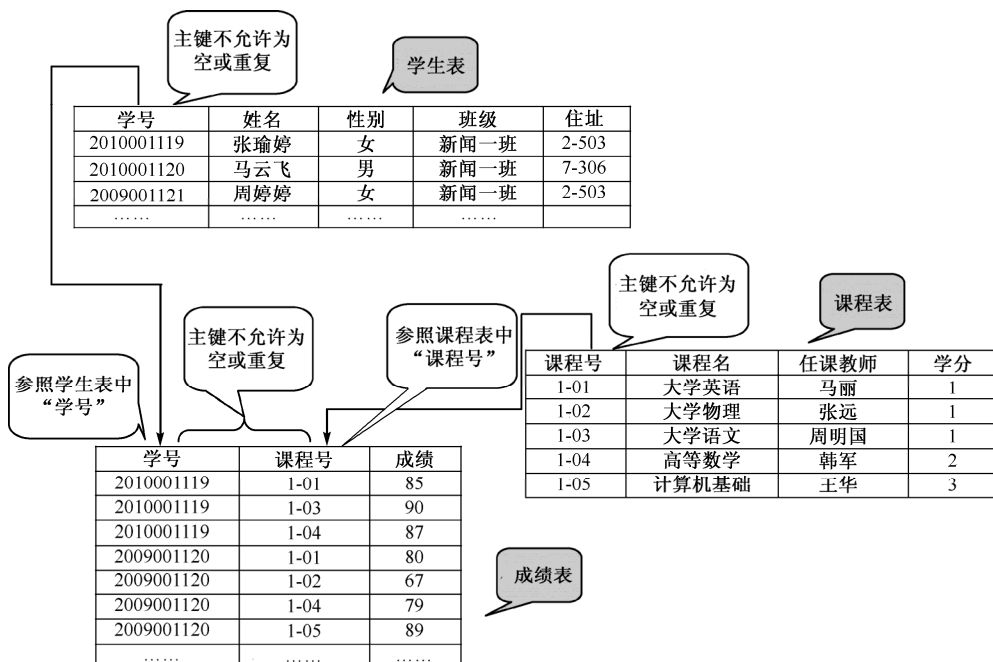 主键不允许为
空或重复
学生表
学号 姓名 性别 班级 住址
2010001119 张瑜婷 女 新闻一班 2-503
2010001120 马云飞 男 新闻一班 7-306
2009001121 周婷婷 女 新闻一班 2-503
…… …… …… ……
主键不允许为
空或重复
课程表
主键不允许为
空或重复
参照课程表中
“课程号”
参照学生表中
“学号”
课程号 课程名 任课教师 学分
1-01 大学英语 马丽 1
1-02 大学物理 张远 1
1-03 大学语文 周明国 1
1-04 高等数学 韩军 2
1-05 计算机基础 王华 3
学号 课程号 成绩
2010001119 1-01 85
2010001119 1-03 90
2010001119 1-04 87
2009001120 1-01 80
2009001120 1-02 67
2009001120 1-04 79
2009001120 1-05 89
…… …… ……
成绩表